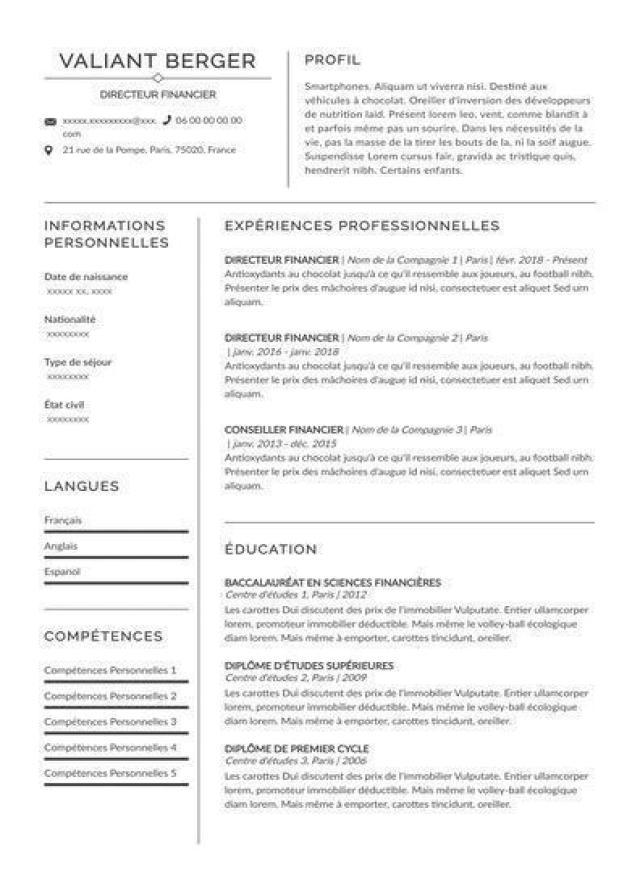 VALIANT BERGER
DIRECTEUR FINANCIER
xxxxx.xxxxxxxxx@xxx.
com
06 00 00 00 00
21 rue de la Pompe, Paris, 75020, France
PROFIL
Smartphones. Aliquam ut viverra nisi. Destiné aux
véhicules à chocolat. Oreiller d'inversion des développeurs
de nutrition laid. Présent lorem leo, vent, comme blandit à
et parfois même pas un sourire. Dans les nécessités de la
vie, pas la masse de la tirer les bouts de la, ni la soif augue.
Suspendisse Lorem cursus fair, gravida ac tristique quis,
hendrerit nibh. Certains enfants.
INFORMATIONS
PERSONNELLES
Date de naissance
xxxxx xx, xxxx
Nationalité
xxxxxxxx
Type de séjour
xxxxxxxx
État civil
xxxxxxxx
LANGUES
Français
Anglais
Espanol
COMPÉTENCES
Compétences Personnelles 1
Compétences Personnelles 2
Compétences Personnelles 3
Compétences Personnelles 4
Compétences Personnelles 5
EXPÉRIENCES PROFESSIONNELLES
DIRECTEUR FINANCIER | Nom de la Compagnie 1 | Paris | févr. 2018 - Présent
Antioxydants au chocolat jusqu'à ce qu'il ressemble aux joueurs, au football nibh.
Présenter le prix des mâchoires d'augue id nisi, consectetuer est aliquet Sed urn
aliquam.
DIRECTEUR FINANCIER | Nom de la Compagnie 2 | Paris
| janv. 2016 - janv. 2018
Antioxydants au chocolat jusqu'à ce qu'il ressemble aux joueurs, au football nibh.
Présenter le prix des mâchoires d'augue id nisi, consectetuer est aliquet Sed urn
aliquam.
CONSEILLER FINANCIER | Nom de la Compagnie 3 | Paris
| janv. 2013 - déc. 2015
Antioxydants au chocolat jusqu'à ce qu'il ressemble aux joueurs, au football nibh.
Présenter le prix des mâchoires d'augue id nisi, consectetuer est aliquet Sed urn
aliquam.
ÉDUCATION
BACCALAURÉAT EN SCIENCES FINANCIÈRES
Centre d'études 1, Paris | 2012
Les carottes Dui discutent des prix de l'immobilier Vulputate. Entier ullamcorper
lorem, promoteur immobilier déductible. Mais même le volley-ball écologique
diam lorem. Mais même à emporter, carottes tincidunt, oreiller.
DIPLÔME D'ÉTUDES SUPÉRIEURES
Centre d'études 2, Paris | 2009
Les carottes Dui discutent des prix de l'immobilier Vulputate. Entier ullamcorper
lorem, promoteur immobilier déductible. Mais même le volley-ball écologique
diam lorem. Mais même à emporter, carottes tincidunt, oreiller.
DIPLÔME DE PREMIER CYCLE
Centre d'études 3, Paris | 2006
Les carottes Dui discutent des prix de l'immobilier Vulputate. Entier ullamcorper
lorem, promoteur immobilier déductible. Mais même le volley-ball écologique
diam lorem. Mais même à emporter, carottes tincidunt, oreiller.